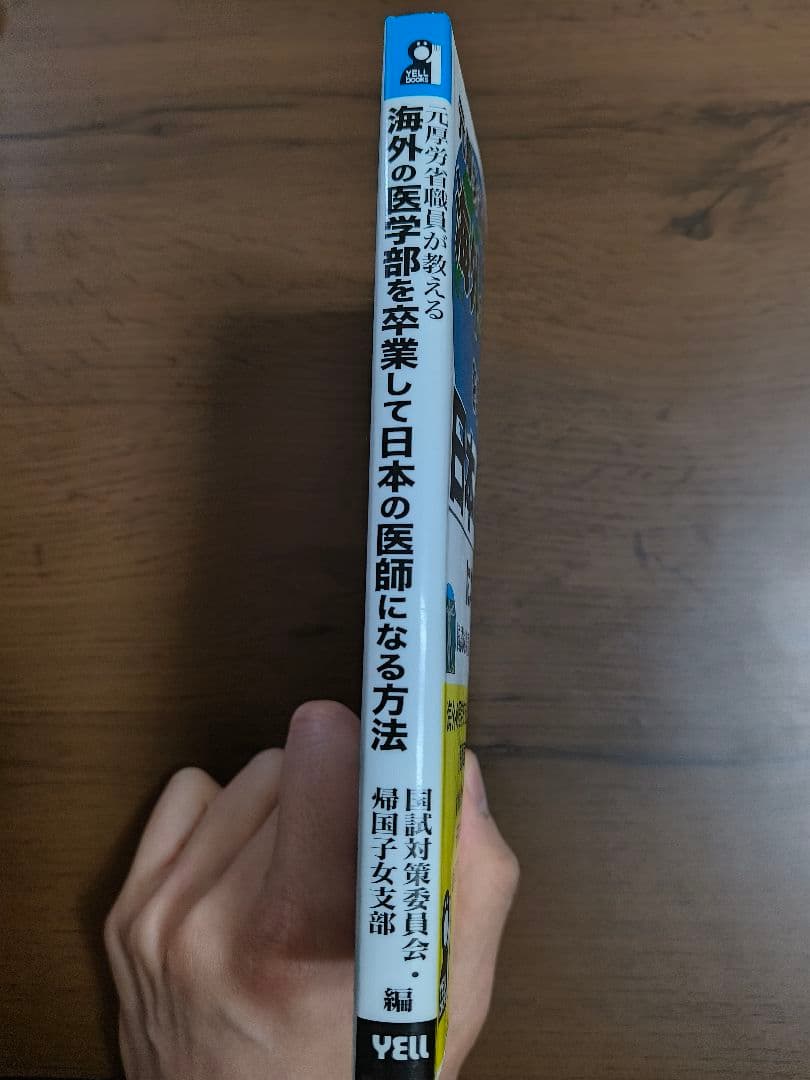 YELL
books
元厚労省職員が教える
海外の医学部を卒業して日本の医師になる方法
国試対策委員会・
帰国子女支部
編
YELL
日本